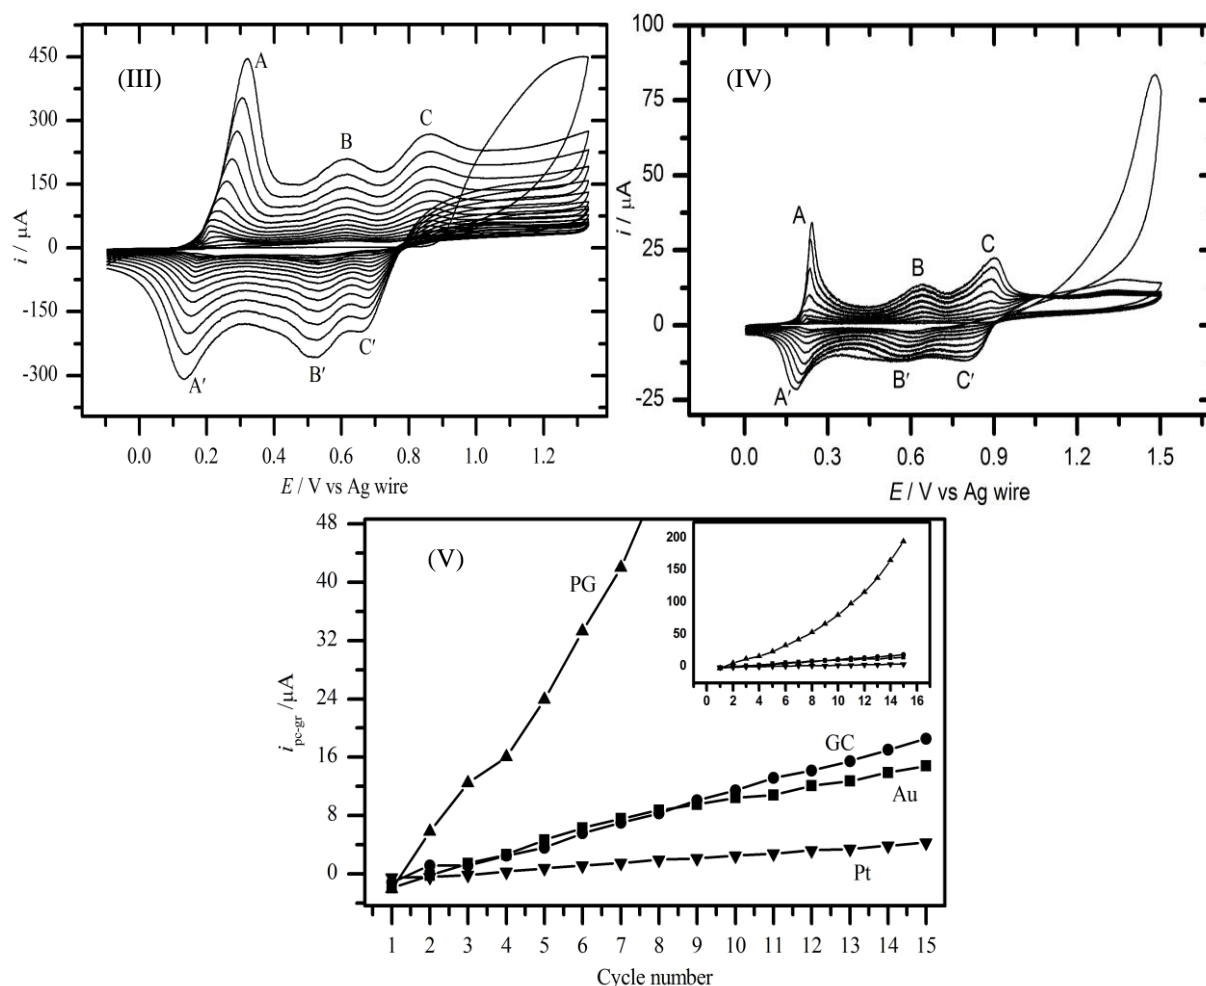 (III)
450
300
150
0
-150
-300
i / µA
A
B
C
A'
B'
C'
0.0 0.2 0.4 0.6 0.8 1.0 1.2
E / V vs Ag wire
(IV)
100
75
50
25
0
-25
i / µA
A
B
C
A'
B'
C'
0.0 0.3 0.6 0.9 1.2 1.5
E / V vs Ag wire
(V)
48
40
32
24
16
8
0
i pc-gr /µA
PG
GC
Au
Pt
200
150
100
50
0
0 2 4 6 8 10 12 14 16
1 2 3 4 5 6 7 8 9 10 11 12 13 14 15
Cycle number